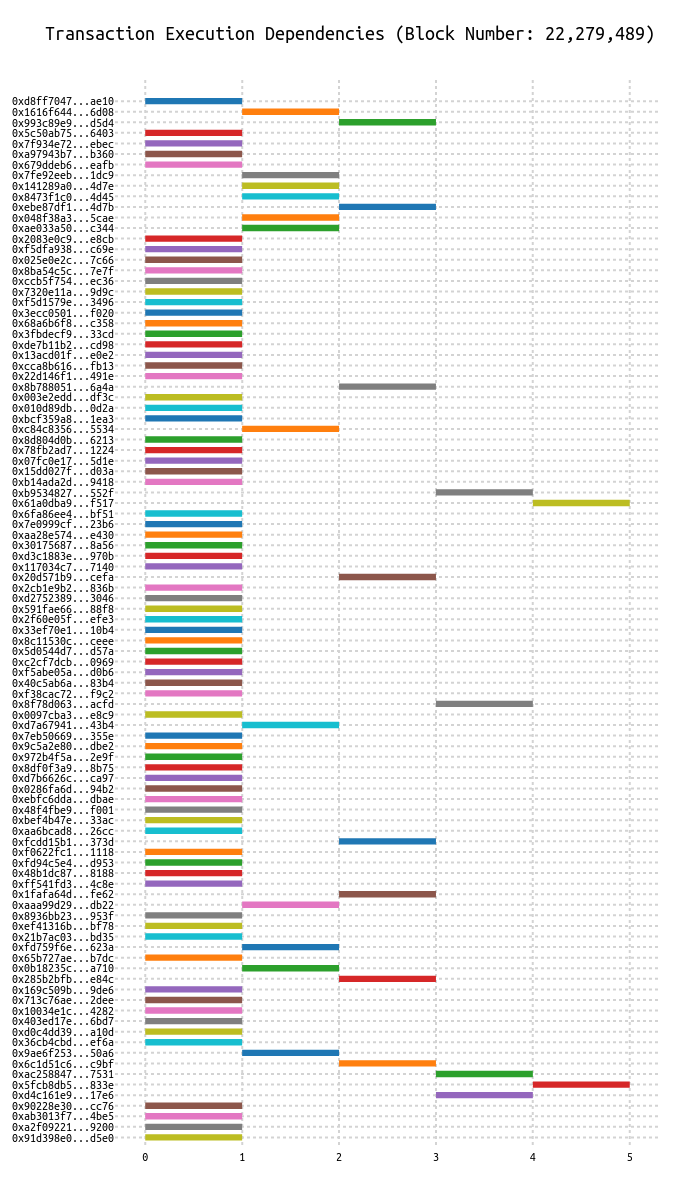 Transaction Execution Dependencies (Block Number: 22,279,489)
0xd8ff7047...ae10
0x1616f644...6d08
0x993c89e9...d5d4
0x5c50ab75...6403
0x7f934e72...ebec
0xa97943b7...b360
0x679ddeb6...eafb
0x7fe92eeb...1dc9
0x141289a0...4d7e
0x8473f1c0...4d45
0xebe87df1...4d7b
0x048f38a3...5cae
0xae033a50...c344
0x2083e0c9...e8cb
0xf5dfa938...c69e
0x025e0e2c...7c66
0x8ba54c5c...7e7f
0xccb5f754...ec36
0x7320e11a...9d9c
0xf5d1579e...3496
0x3ecc0501...f020
0x68a6b6f8...c358
0x3fbdecf9...33cd
0xde7b11b2...cd98
0x13acd01f...e0e2
0xcca8b616...fb13
0x22d146f1...491e
0x8b788051...6a4a
0x003e2edd...df3c
0x010d89db...0d2a
0xbcf359a8...1ea3
0xc84c8356...5534
0x8d804d0b...6213
0x78fb2ad7...1224
0x07fc0e17...5d1e
0x15dd027f...d03a
0xb14ada2d...9418
0xb9534827...552f
0x61a0dba9...f517
0x6fa86ee4...bf51
0x7e0999cf...23b6
0xaa28e574...e430
0x30175687...8a56
0xd3c1883e...970b
0x117034c7...7140
0x20d571b9...cefa
0x2cb1e9b2...836b
0xd2752389...3046
0x591fae66...88f8
0x2f60e05f...efe3
0x33ef70e1...10b4
0x8c11530c...ceee
0x5d0544d7...d57a
0xc2cf7dcb...0969
0xf5abe05a...d0b6
0x40c5ab6a...83b4
0xf38cac72...f9c2
0x8f78d063...acfd
0x0097cba3...e8c9
0xd7a67941...43b4
0x7eb50669...355e
0x9c5a2e80...dbe2
0x972b4f5a...2e9f
0x8df0f3a9...8b75
0xd7b6626c...ca97
0x0286fa6d...94b2
0xebfc6dda...dbae
0x48f4fbe9...f001
0xbef4b47e...33ac
0xaa6bcad8...26cc
0xfcdd15b1...373d
0xf0622fc1...1118
0xfd94c5e4...d953
0x48b1dc87...8188
0xff541fd3...4c8e
0x1fafa64d...fe62
0xaaa99d29...db22
0x8936bb23...953f
0xef41316b...bf78
0x21b7ac03...bd35
0xfd759f6e...623a
0x65b727ae...b7dc
0x0b18235c...a710
0x285b2bfb...e84c
0x169c509b...9de6
0x713c76ae...2dee
0x10034e1c...4282
0x403ed17e...6bd7
0xd0c4dd39...a10d
0x36cb4cbd...ef6a
0x9ae6f253...50a6
0x6c1d51c6...c9bf
0xac258847...7531
0x5fcb8db5...833e
0xd4c161e9...17e6
0x90228e30...cc76
0xab3013f7...4be5
0xa2f09221...9200
0x91d398e0...d5e0
0 1 2 3 4 5